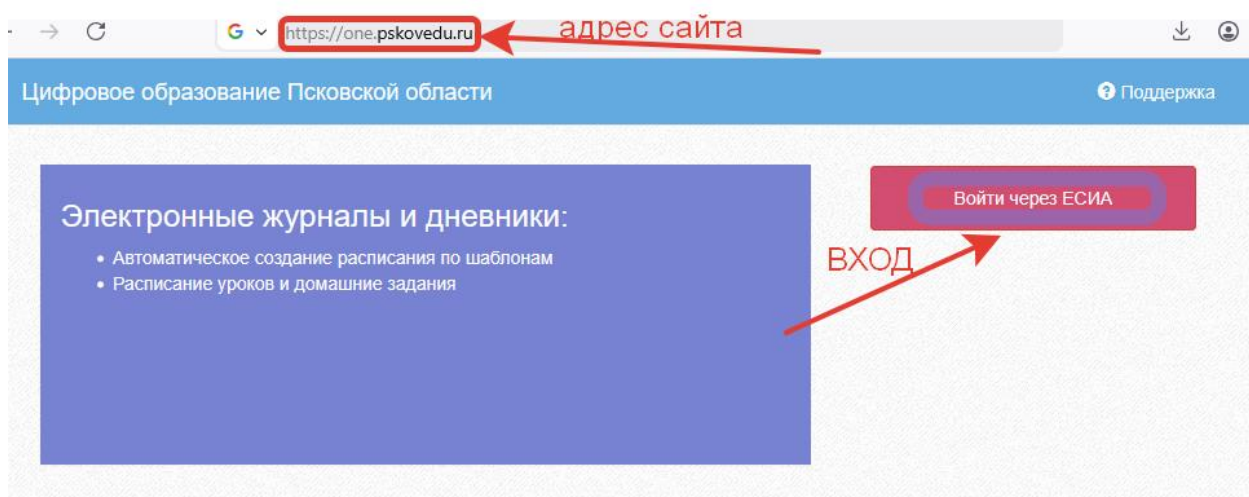 https://one.pskovedu.ru
адрес сайта
Цифровое образование Псковской области
Поддержка
Электронные журналы и дневники:
• Автоматическое создание расписания по шаблонам
• Расписание уроков и домашние задания
Войти через ЕСИА
ВХОД